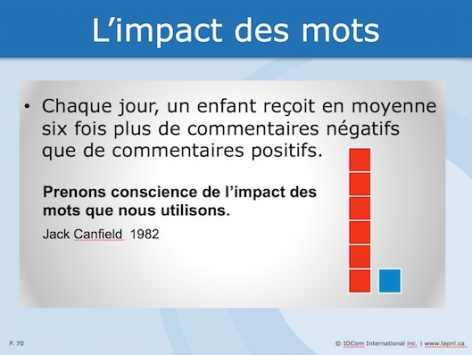 L’impact des mots
• Chaque jour, un enfant reçoit en moyenne
six fois plus de commentaires négatifs
que de commentaires positifs.
Prenons conscience de l’impact des
mots que nous utilisons.
Jack Canfield 1982
P. 70
© IDCom International inc. | www.lapnl.ca